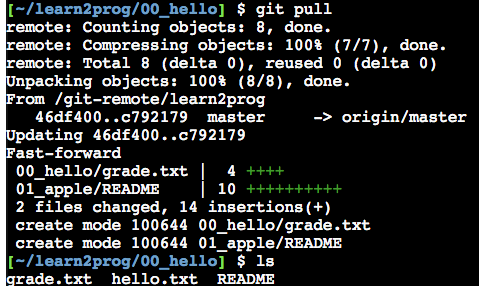 [~/learn2prog/00_hello] $ git pull
remote: Counting objects: 8, done.
remote: Compressing objects: 100% (7/7), done.
remote: Total 8 (delta 0), reused 0 (delta 0)
Unpacking objects: 100% (8/8), done.
From /git-remote/learn2prog
   46df400..c792179  master     -> origin/master
Updating 46df400..c792179
Fast-forward
 00_hello/grade.txt |  4 ++++
 01_apple/README    | 10 ++++++++++
 2 files changed, 14 insertions(+)
 create mode 100644 00_hello/grade.txt
 create mode 100644 01_apple/README
[~/learn2prog/00_hello] $ ls
grade.txt  hello.txt  README